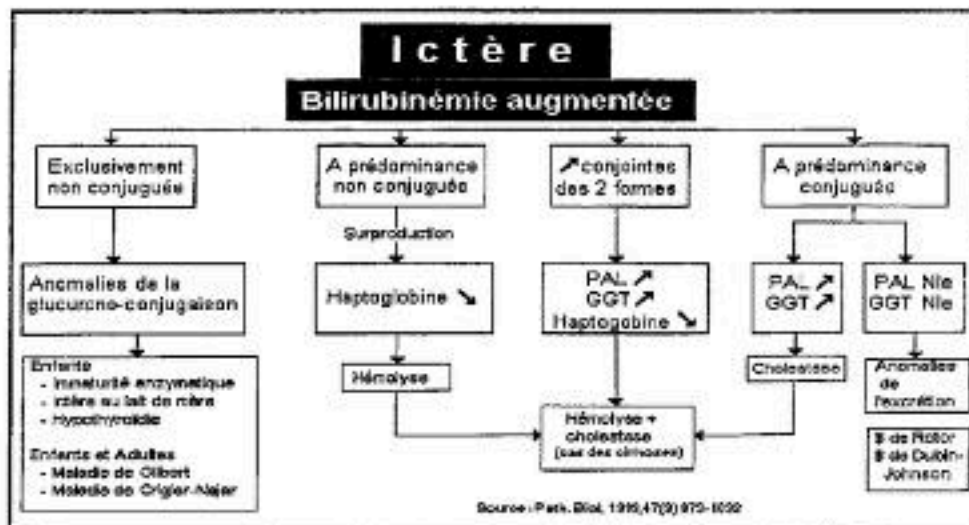 Ictère
Bilirubinémie augmentée
Exclusivement
non conjuguée
A prédominance
non conjuguée
↗ conjointes
des 2 formes
A prédominance
conjuguée
Surproduction
Anomalies de la
glucurono-conjugaison
Haptoglobine ↘
PAL ↗
GGT ↗
Haptogobine ↘
PAL ↗
GGT ↗
PAL Nle
GGT Nle
Enfants
- Immaturité enzymatique
- Ictère au lait de mère
- Hypothyroïdie
Enfants et Adultes
- Maladie de Gilbert
- Maladie de Crigler-Najar
Hémolyse
Hémolyse +
cholestase
(cas des cirrhoses)
Cholestase
Anomalies
de
l'excrétion
$ de Rotor
$ de Dubin-
Johnson
Source : Path. Biol,